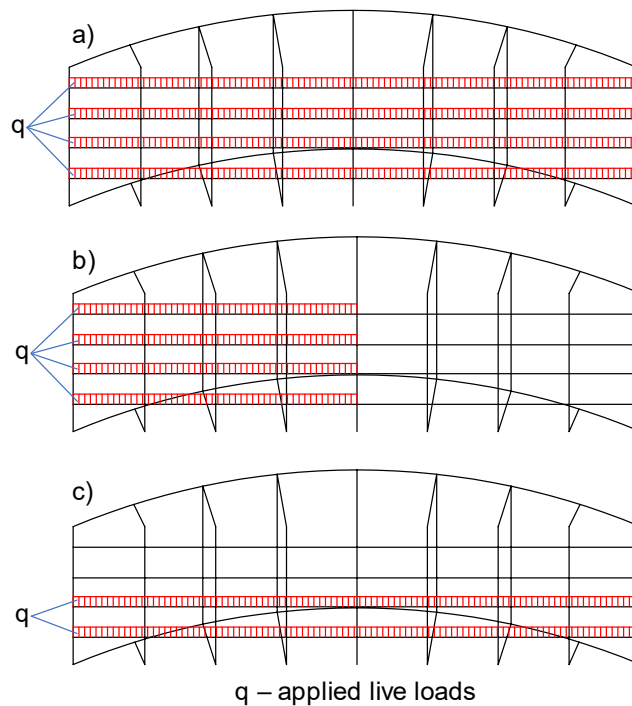 a)
q
b)
q
c)
q
q – applied live loads